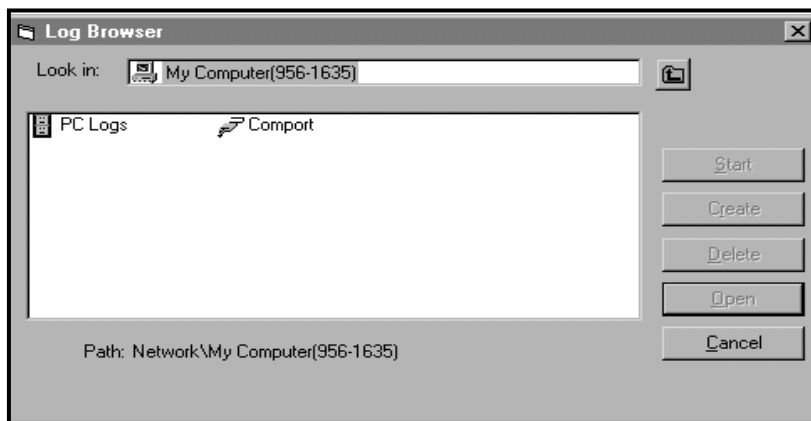 Log Browser
Look in: My Computer(956-1635)
PC Logs Comport
Start
Create
Delete
Open
Cancel
Path: Network\My Computer(956-1635)